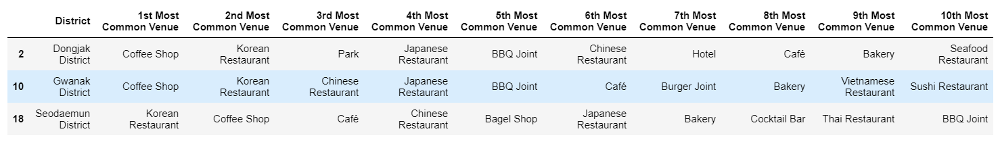 District 1st Most Common Venue 2nd Most Common Venue 3rd Most Common Venue 4th Most Common Venue 5th Most Common Venue 6th Most Common Venue 7th Most Common Venue 8th Most Common Venue 9th Most Common Venue 10th Most Common Venue
2 Dongjak District Coffee Shop Korean Restaurant Park Japanese Restaurant BBQ Joint Chinese Restaurant Hotel Café Bakery Seafood Restaurant
10 Gwanak District Coffee Shop Korean Restaurant Chinese Restaurant Japanese Restaurant BBQ Joint Café Burger Joint Bakery Vietnamese Restaurant Sushi Restaurant
18 Seodaemun District Korean Restaurant Coffee Shop Café Chinese Restaurant Bagel Shop Japanese Restaurant Bakery Cocktail Bar Thai Restaurant BBQ Joint